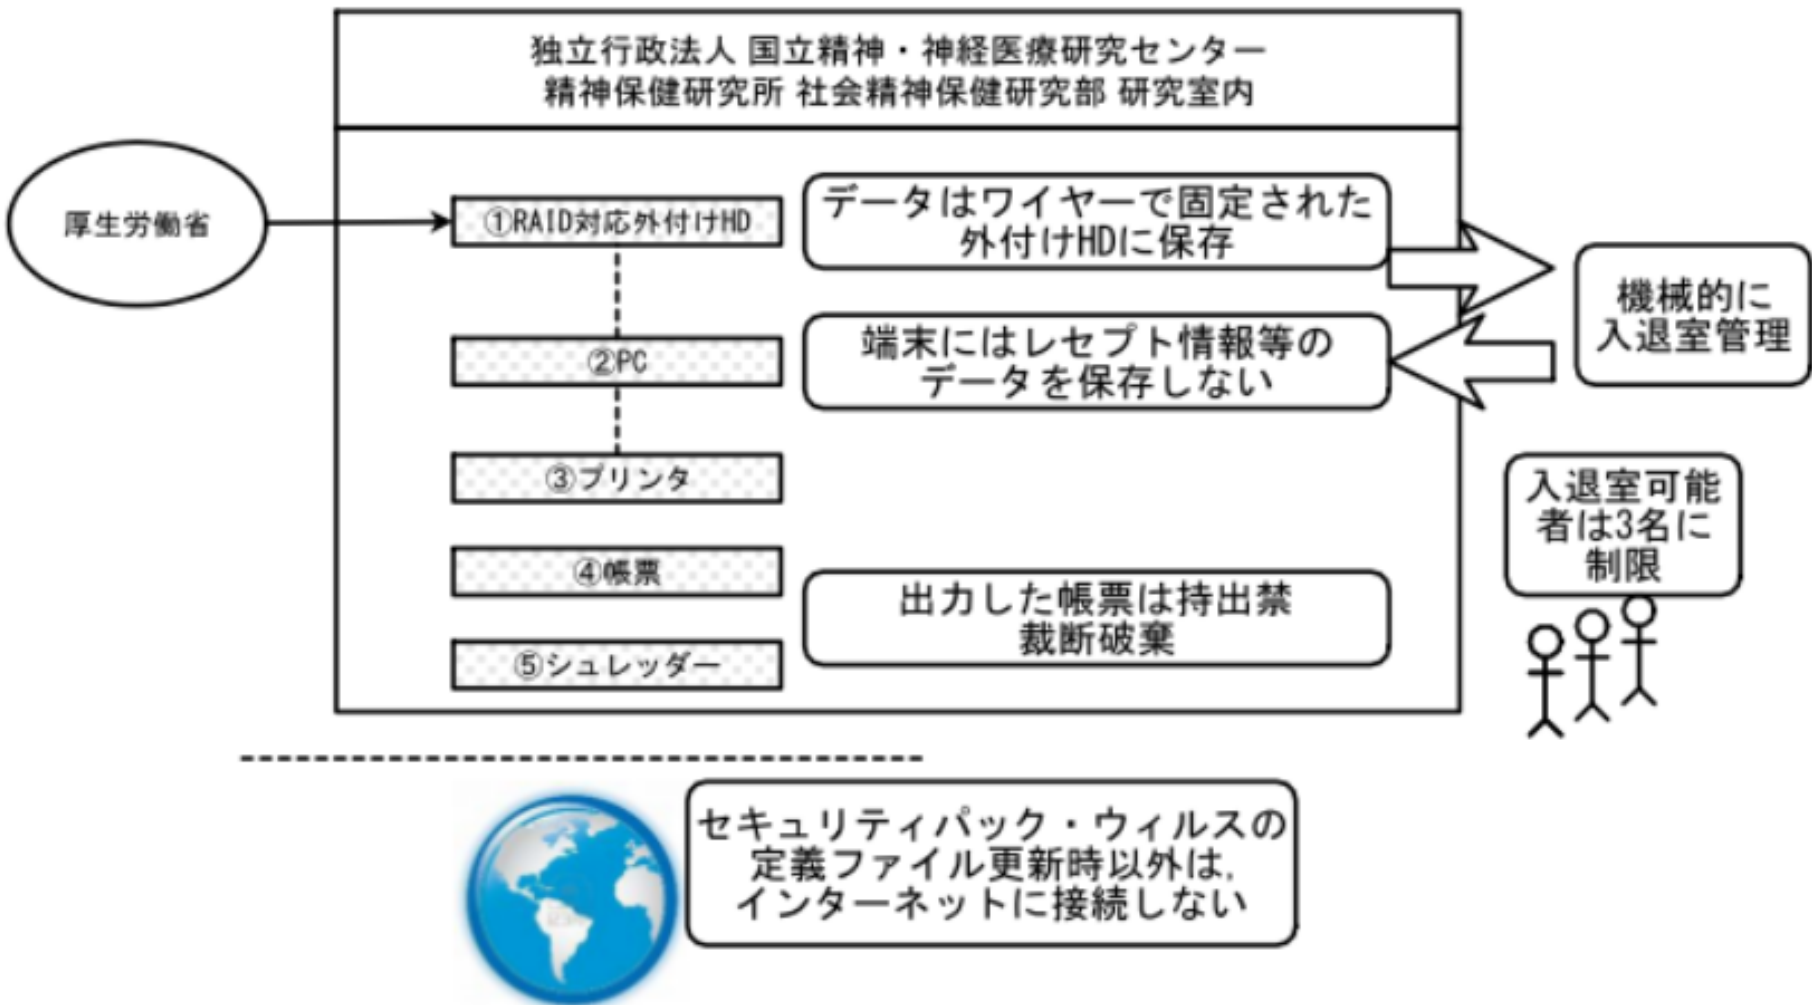 独立行政法人 国立精神・神経医療研究センター
精神保健研究所 社会精神保健研究部 研究室内
厚生労働省
①RAID対応外付けHD
データはワイヤーで固定された
外付けHDに保存
機械的に
入退室管理
②PC
端末にはレセプト情報等の
データを保存しない
③プリンタ
入退室可能
者は3名に
制限
④帳票
出力した帳票は持出禁
裁断破棄
⑤シュレッダー
セキュリティパック・ウィルスの
定義ファイル更新時以外は,
インターネットに接続しない